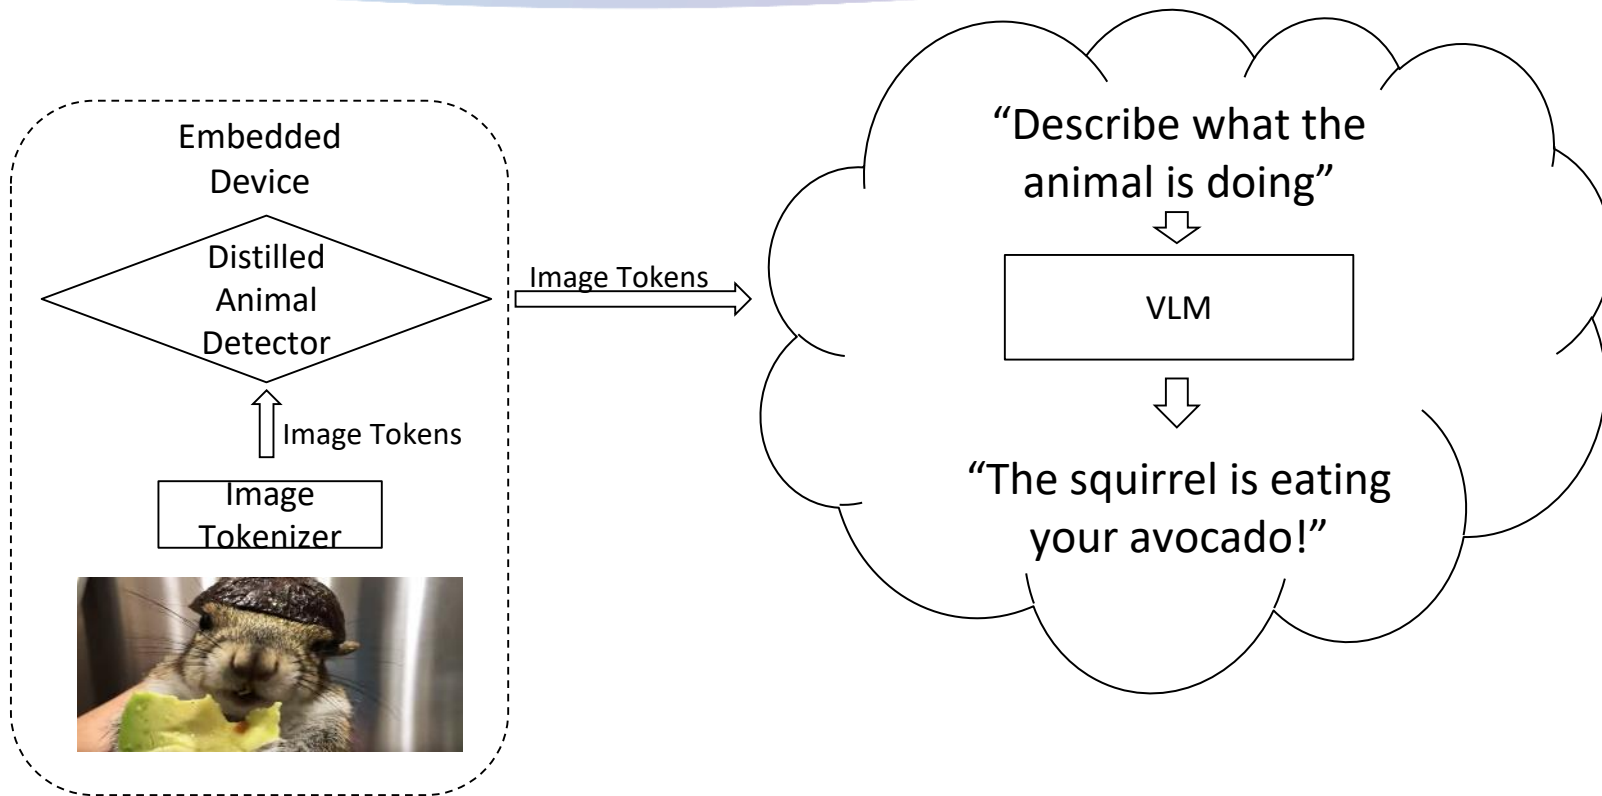 Embedded
Device
Distilled
Animal
Detector
Image Tokens
Image
Tokenizer
Image Tokens
“Describe what the
animal is doing”
VLM
“The squirrel is eating
your avocado!”